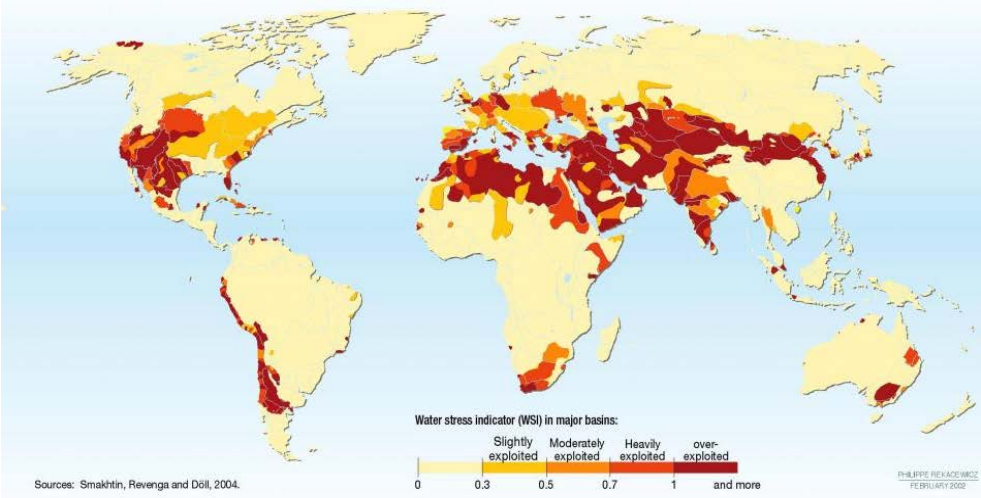 Water stress indicator (WSI) in major basins:
Slightly exploited
Moderately exploited
Heavily exploited
over-exploited
0 0.3 0.5 0.7 1 and more
Sources: Smakhtin, Revenga and Döll, 2004.
PHILIPPE REKACEWICZ
FEBRUARY 2002